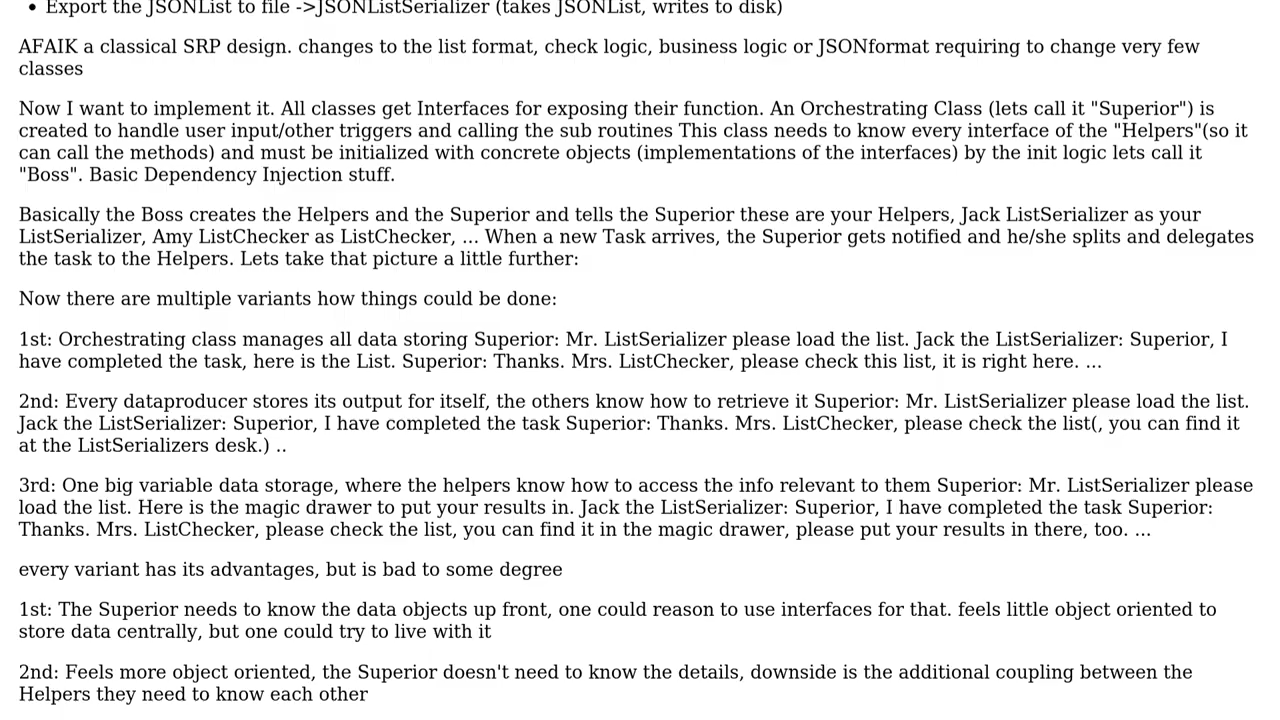 • Export the JSONList to file ->JSONListSerializer (takes JSONList, writes to disk)
AFAIK a classical SRP design. changes to the list format, check logic, business logic or JSONformat requiring to change very few
classes
Now I want to implement it. All classes get Interfaces for exposing their function. An Orchestrating Class (lets call it "Superior") is
created to handle user input/other triggers and calling the sub routines This class needs to know every interface of the "Helpers"(so it
can call the methods) and must be initialized with concrete objects (implementations of the interfaces) by the init logic lets call it
"Boss". Basic Dependency Injection stuff.
Basically the Boss creates the Helpers and the Superior and tells the Superior these are your Helpers, Jack ListSerializer as your
ListSerializer, Amy ListChecker as ListChecker, ... When a new Task arrives, the Superior gets notified and he/she splits and delegates
the task to the Helpers. Lets take that picture a little further:
Now there are multiple variants how things could be done:
1st: Orchestrating class manages all data storing Superior: Mr. ListSerializer please load the list. Jack the ListSerializer: Superior, I
have completed the task, here is the List. Superior: Thanks. Mrs. ListChecker, please check this list, it is right here. ...
2nd: Every dataproducer stores its output for itself, the others know how to retrieve it Superior: Mr. ListSerializer please load the list.
Jack the ListSerializer: Superior, I have completed the task Superior: Thanks. Mrs. ListChecker, please check the list(, you can find it
at the ListSerializers desk.) ..
3rd: One big variable data storage, where the helpers know how to access the info relevant to them Superior: Mr. ListSerializer please
load the list. Here is the magic drawer to put your results in. Jack the ListSerializer: Superior, I have completed the task Superior:
Thanks. Mrs. ListChecker, please check the list, you can find it in the magic drawer, please put your results in there, too. ...
every variant has its advantages, but is bad to some degree
1st: The Superior needs to know the data objects up front, one could reason to use interfaces for that. feels little object oriented to
store data centrally, but one could try to live with it
2nd: Feels more object oriented, the Superior doesn't need to know the details, downside is the additional coupling between the
Helpers they need to know each other